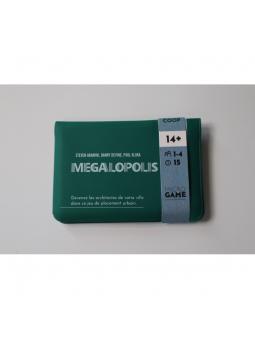 STEVEN ARAMINI, DANNY DEVINE, PAUL KLUKA
MEGALOPOLIS
Devenez les architectes de votre ville
dans ce jeu de placement urbain.
COOP
14+
1-4
15
MICRO
GAME